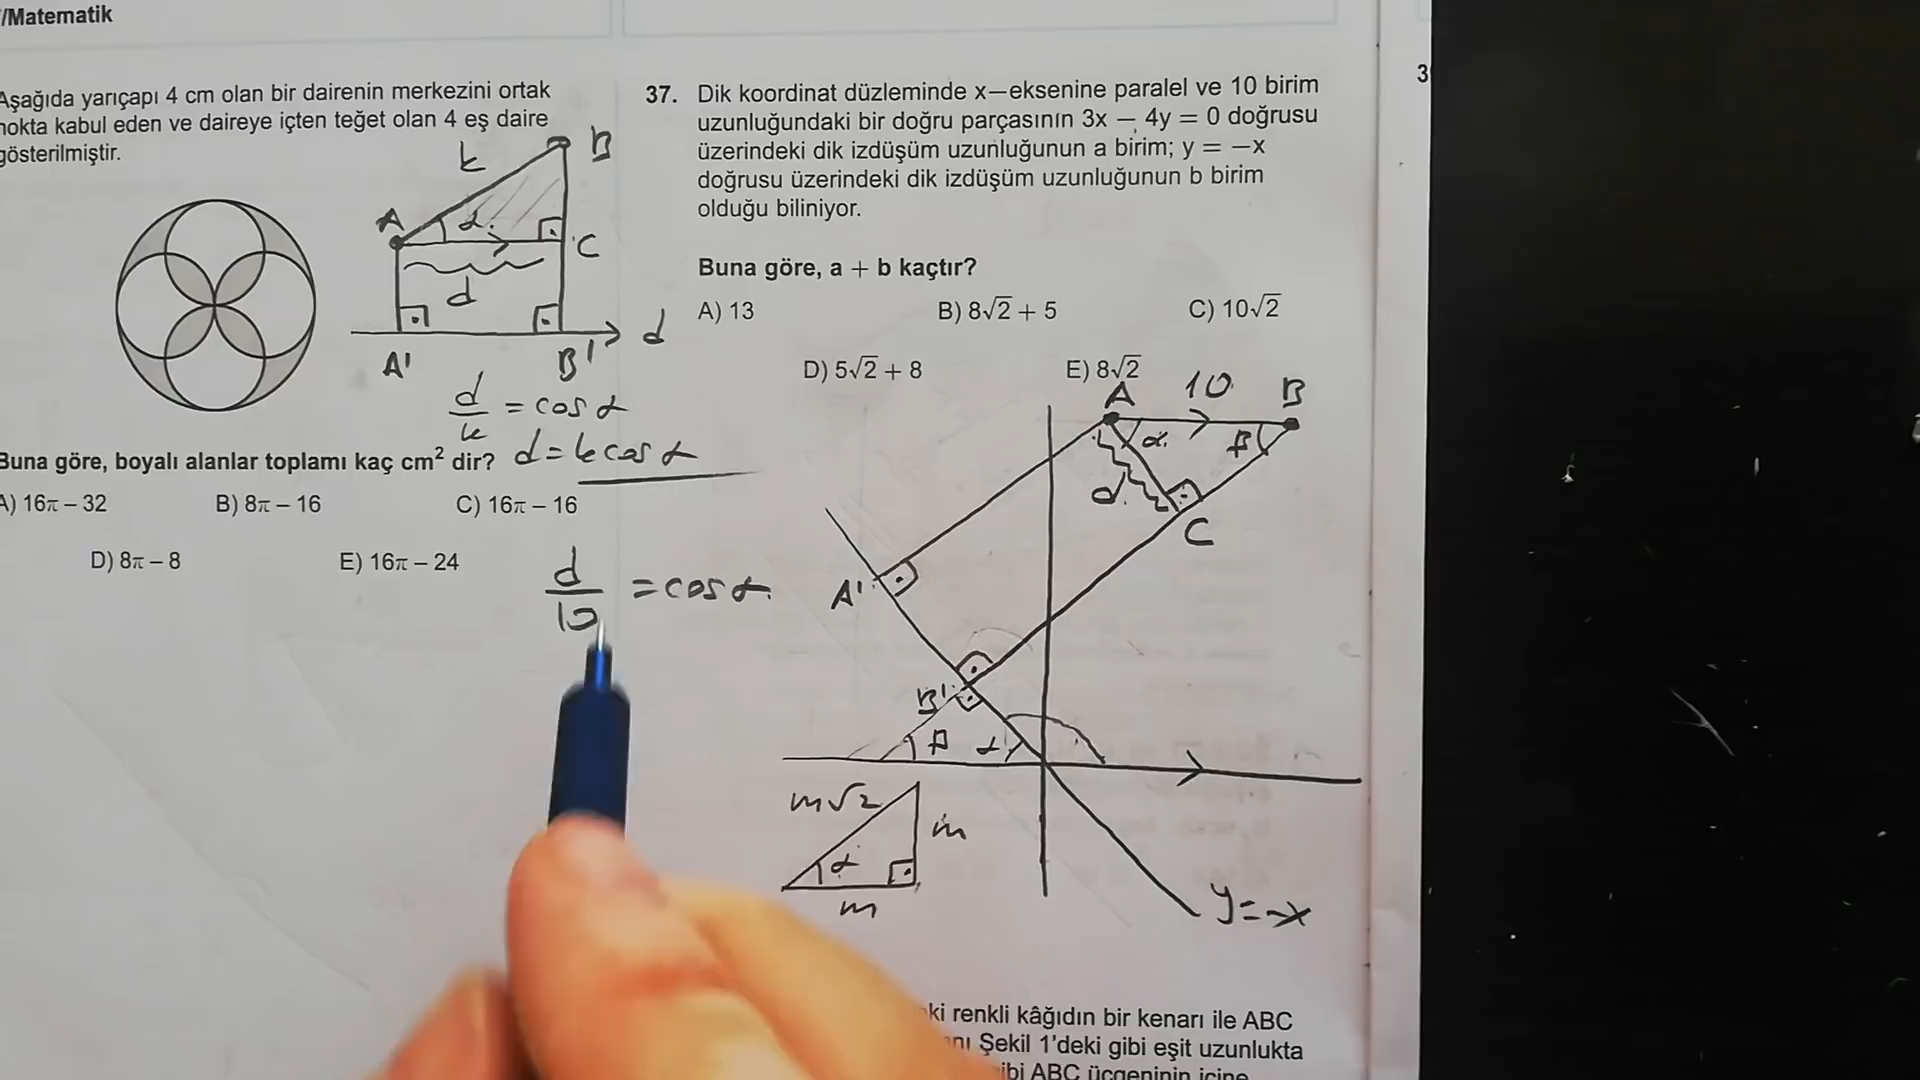 /Matematik
Aşağıda yarıçapı 4 cm olan bir dairenin merkezini ortak
nokta kabul eden ve daireye içten teğet olan 4 eş daire
gösterilmiştir.
k
B
A
α
C
d
d
A'
B'
d/k = cos α
d = k cos α
Buna göre, boyalı alanlar toplamı kaç cm² dir?
A) 16π – 32
B) 8π – 16
C) 16π – 16
D) 8π – 8
E) 16π – 24
d/10 = cos α
37. Dik koordinat düzleminde x–eksenine paralel ve 10 birim
uzunluğundaki bir doğru parçasının 3x – 4y = 0 doğrusu
üzerindeki dik izdüşüm uzunluğunun a birim; y = –x
doğrusu üzerindeki dik izdüşüm uzunluğunun b birim
olduğu biliniyor.
Buna göre, a + b kaçtır?
A) 13
B) 8√2 + 5
C) 10√2
D) 5√2 + 8
E) 8√2
A
10
B
α
β
d
C
A'
B'
β
α
m√2
m
α
m
y=-x
3
renkli kâğıdın bir kenarı ile ABC
Şekil 1'deki gibi eşit uzunlukta
ABC üçgeninin içine